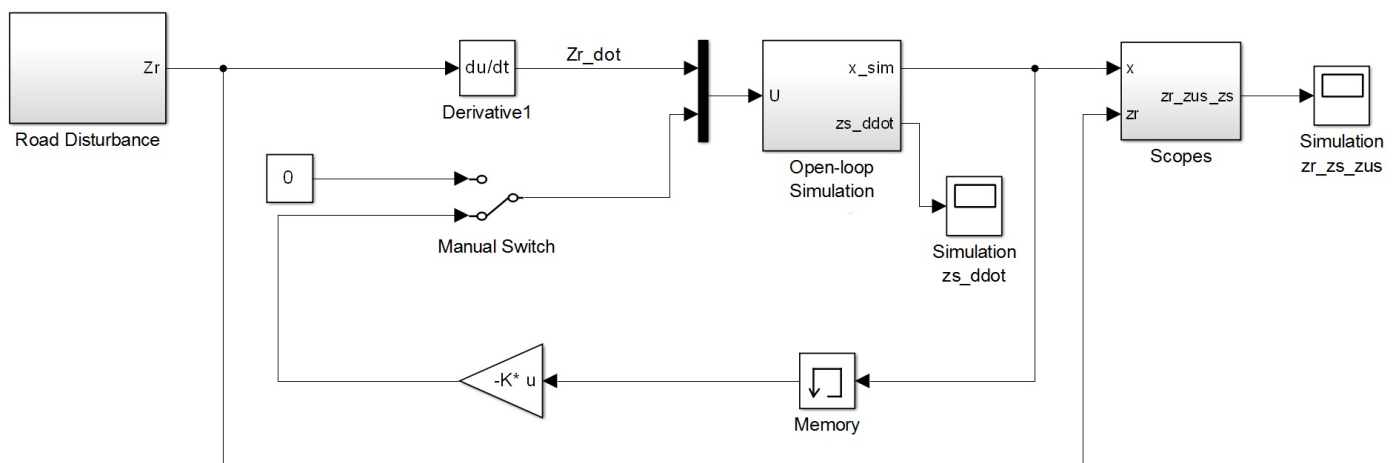 Zr
Road Disturbance
du/dt
Derivative1
Zr_dot
0
Manual Switch
U
x_sim
zs_ddot
Open-loop
Simulation
Simulation
zs_ddot
x
zr
zr_zus_zs
Scopes
Simulation
zr_zs_zus
-K* u
Memory